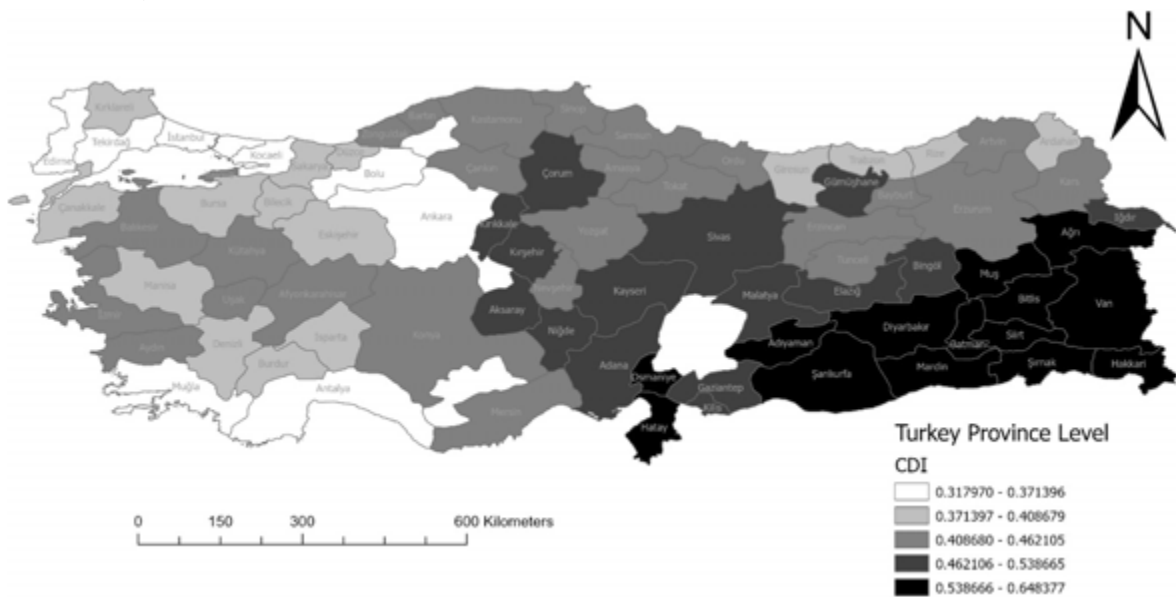 N
Kırklareli
Edirne
Tekirdağ
İstanbul
Kocaeli
Sakarya
Bolu
Bartın
Kastamonu
Sinop
Samsun
Çankırı
Çorum
Amasya
Tokat
Ordu
Giresun
Trabzon
Rize
Artvin
Ardahan
Gümüşhane
Bayburt
Kars
Erzurum
Erzincan
Iğdır
Ağrı
Çanakkale
Balıkesir
Bursa
Bilecik
Eskişehir
Ankara
Kırıkkale
Kırşehir
Yozgat
Sivas
Tunceli
Bingöl
Muş
Bitlis
Van
Kütahya
Manisa
Uşak
Afyonkarahisar
İzmir
Aydın
Denizli
Isparta
Burdur
Muğla
Antalya
Konya
Aksaray
Nevşehir
Niğde
Kayseri
Malatya
Elazığ
Diyarbakır
Batman
Siirt
Adıyaman
Şanlıurfa
Mardin
Şırnak
Hakkari
Mersin
Adana
Osmaniye
Gaziantep
Kilis
Hatay
Turkey Province Level
CDI
0.317970 - 0.371396
0.371397 - 0.408679
0.408680 - 0.462105
0.462106 - 0.538665
0.538666 - 0.648377
0 150 300 600 Kilometers